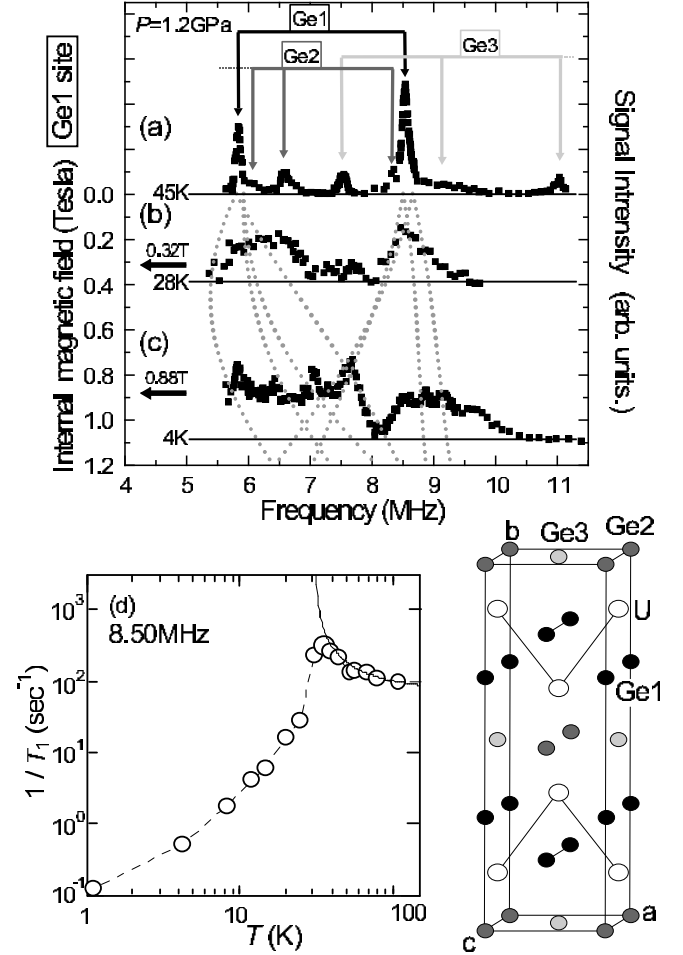 P=1.2GPa
Ge1
Ge2
Ge3
Ge1 site
Internal magnetic field (Tesla)
Signal Intrensity (arb. units.)
(a)
45K
0.0
(b)
0.2
0.32T
28K
0.4
0.6
(c)
0.8
0.88T
1.0
4K
1.2
4 5 6 7 8 9 10 11
Frequency (MHz)
(d)
8.50MHz
1 / T₁ (sec⁻¹)
10³
10²
10¹
10⁰
10⁻¹
1 10 100
T (K)
b Ge3 Ge2
U
Ge1
a
c